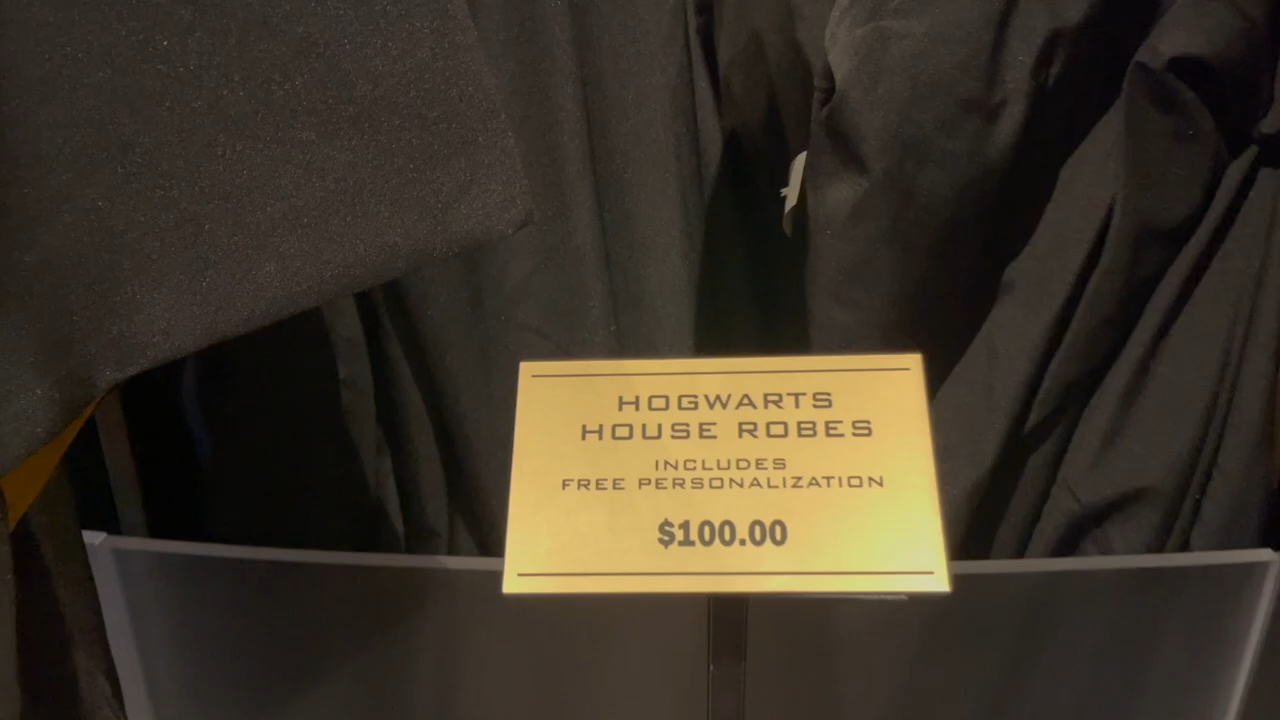 HOGWARTS
HOUSE ROBES
INCLUDES
FREE PERSONALIZATION
$100.00